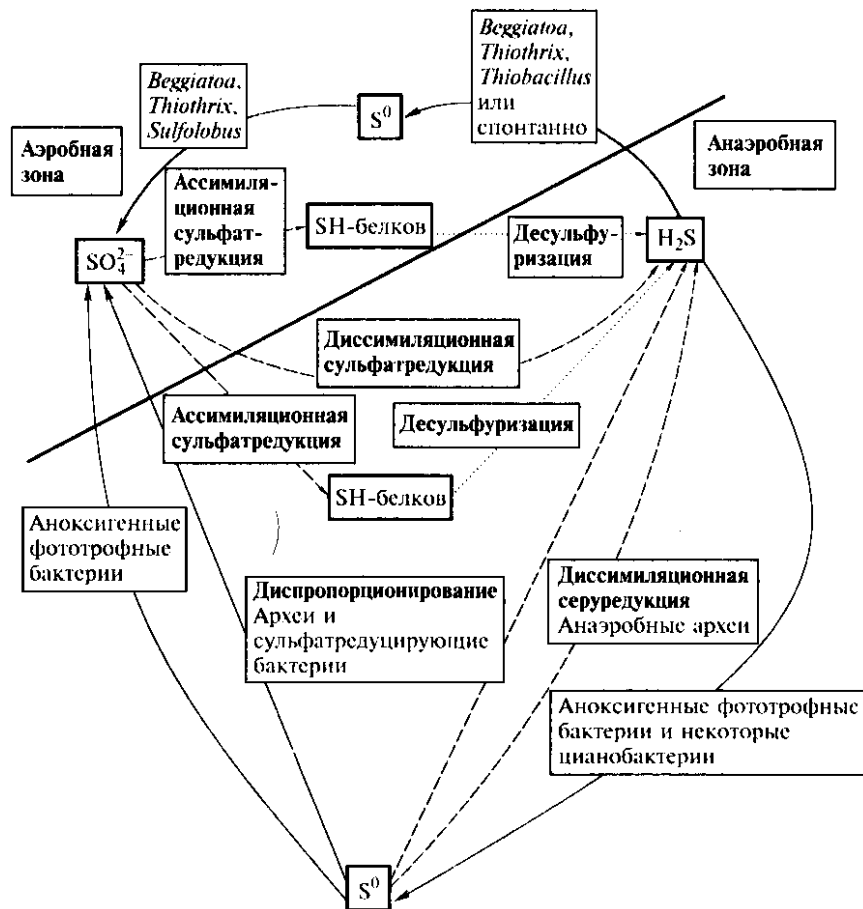 Beggiatoa,
Thiothrix,
Sulfolobus
S⁰
Beggiatoa,
Thiothrix,
Thiobacillus
или
спонтанно
Аэробная
зона
Анаэробная
зона
Ассимиля-
ционная
сульфат-
редукция
SO₄²⁻
SH-белков
Десульфу-
ризация
H₂S
Диссимиляционная
сульфатредукция
Ассимиляционная
сульфатредукция
Десульфуризация
SH-белков
Аноксигенные
фототрофные
бактерии
Диспропорционирование
Археи и
сульфатредуцирующие
бактерии
Диссимиляционная
серуредукция
Анаэробные археи
Аноксигенные фототрофные
бактерии и некоторые
цианобактерии
S⁰